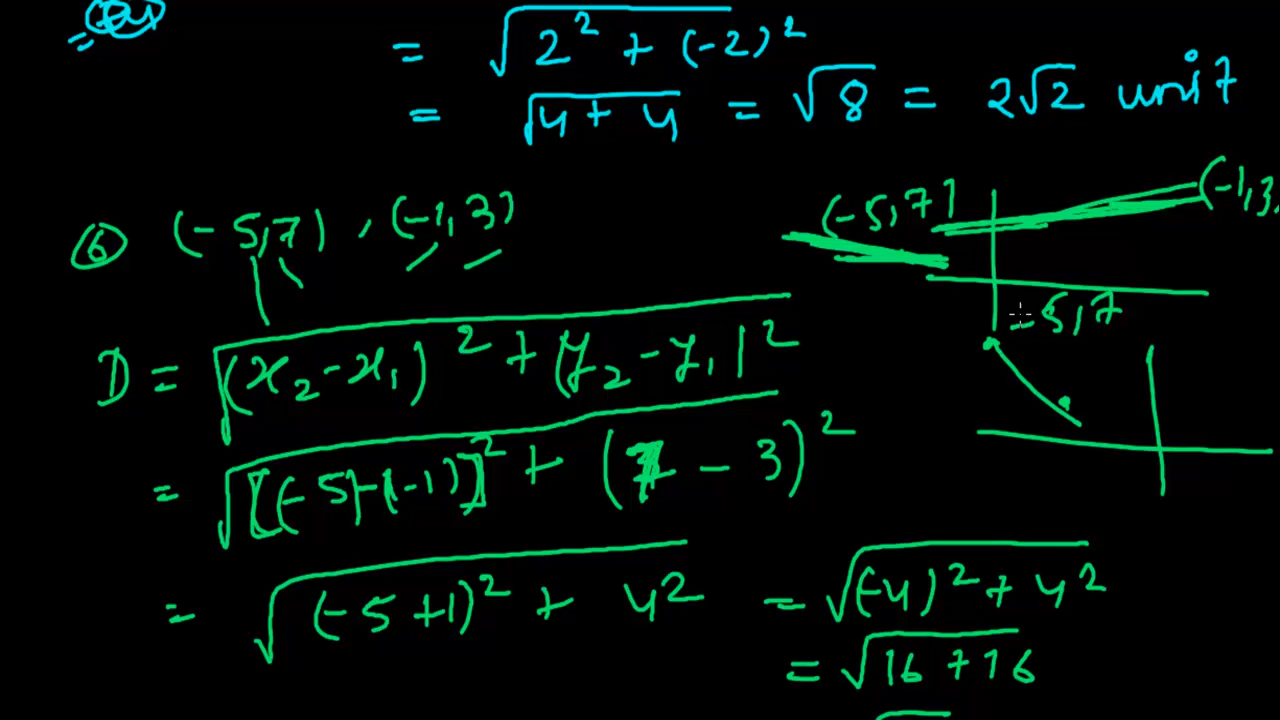 = √(2² + (-2)²
= √4 + 4 = √8 = 2√2 unit
⑥ (-5,7) , (-1,3)
(-5,7)
(-1,3
-5,7
D = √(x₂-x₁)² + (y₂-y₁)²
= √[(-5)-(-1)]² + (7 - 3)²
= √(-5+1)² + 4² = √(-4)² + 4²
= √16 + 16